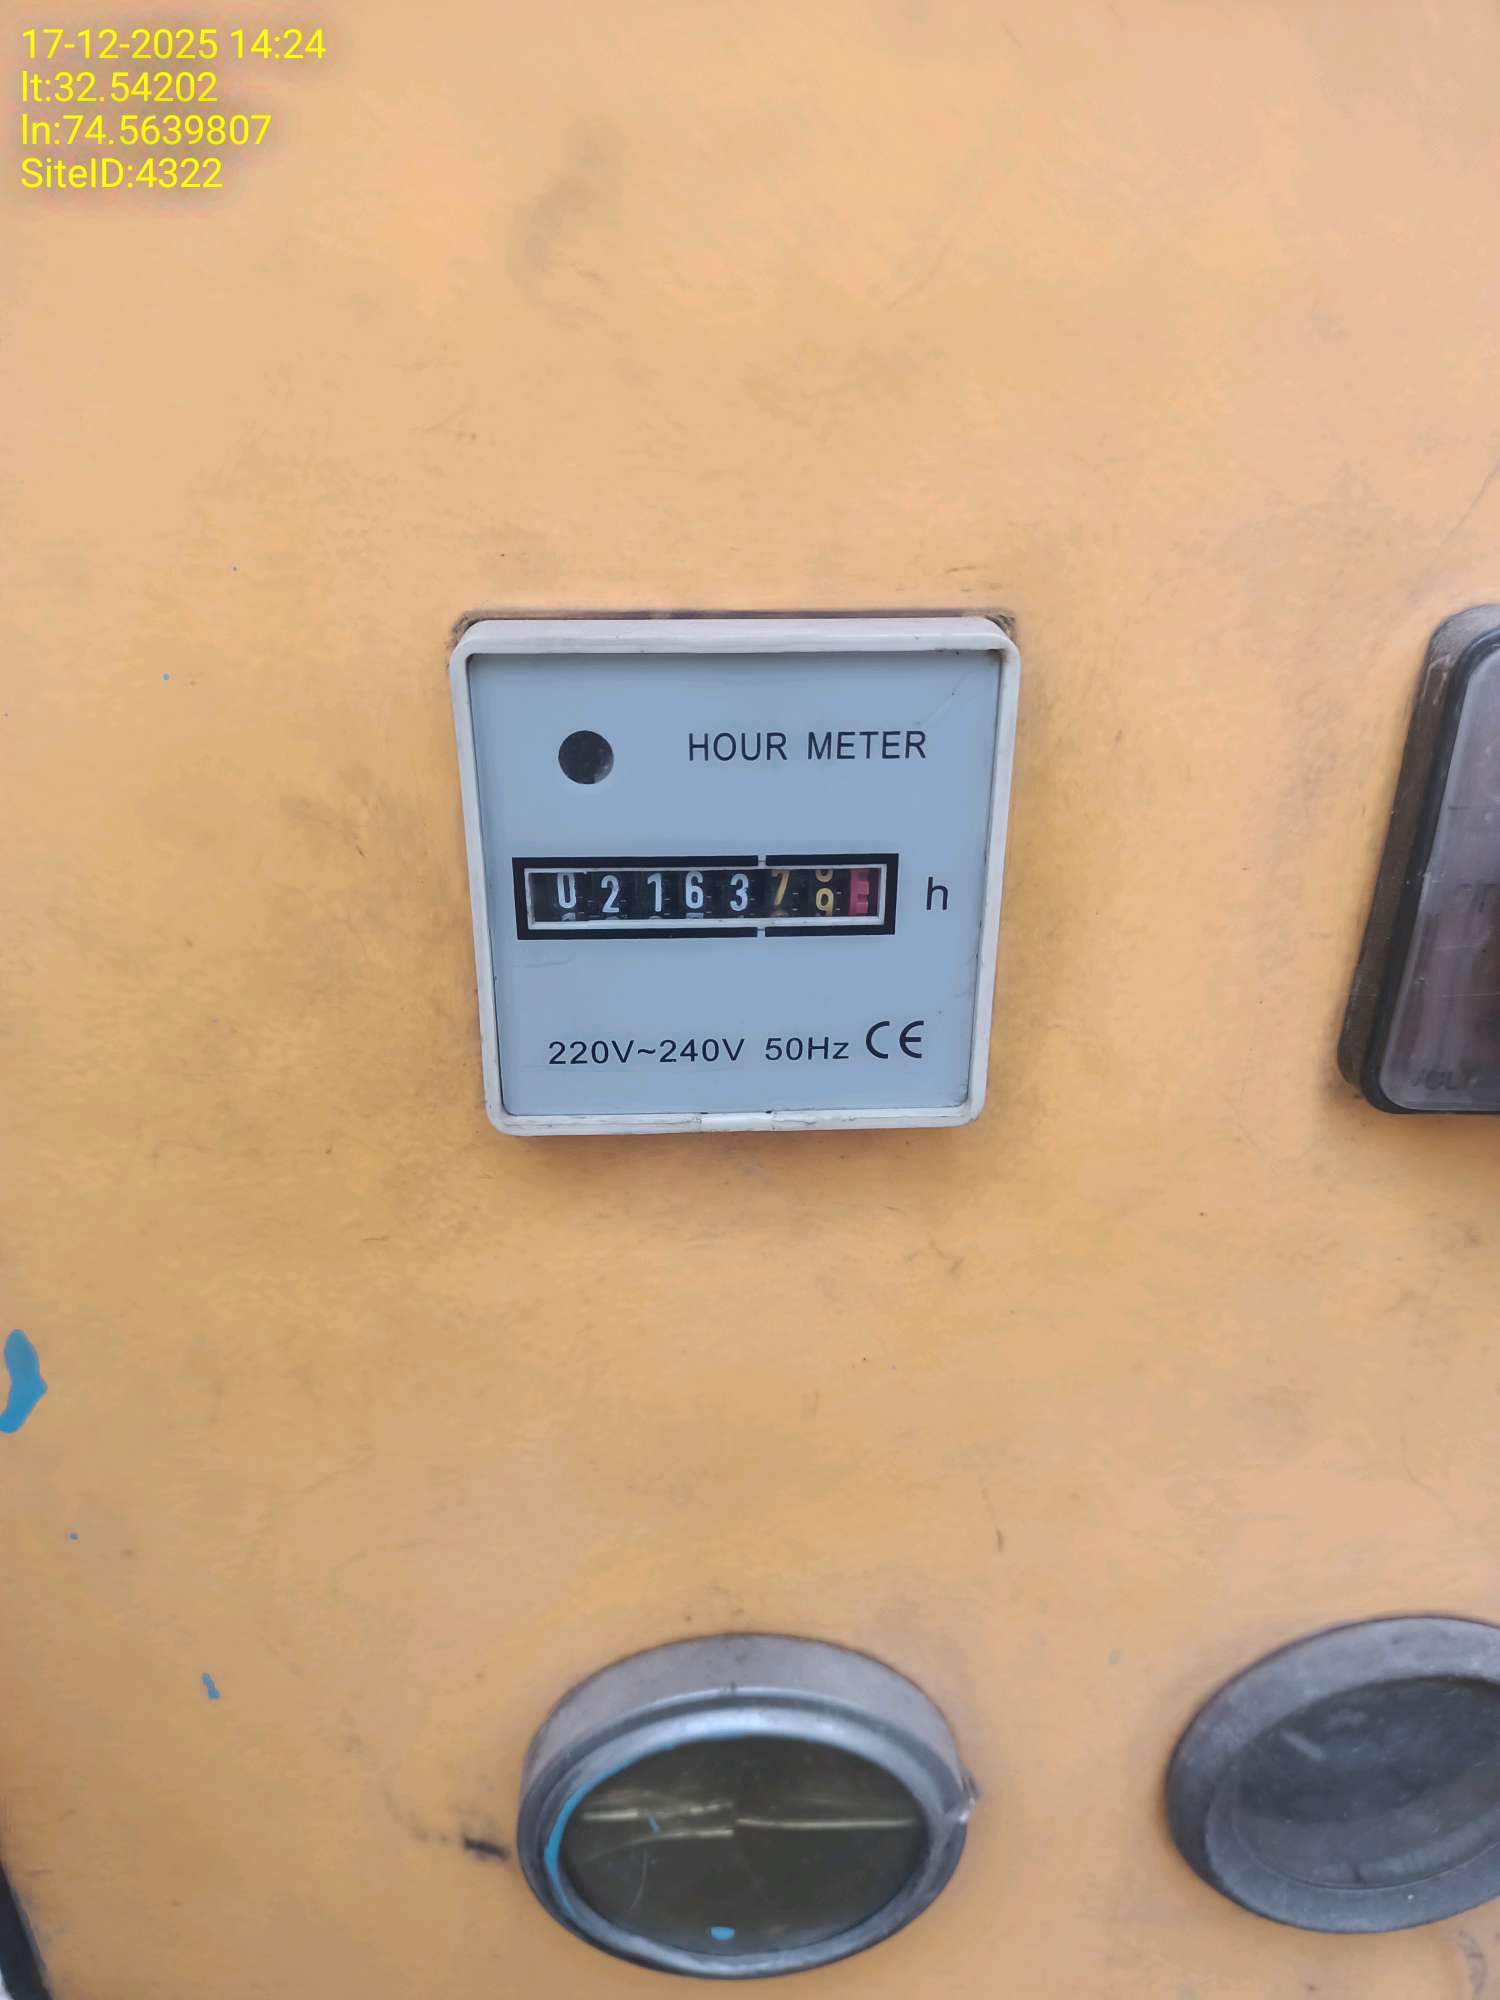 17-12-2025 14:24
lt:32.54202
ln:74.5639807
SiteID:4322
HOUR METER
0216379 h
220V~240V 50Hz CE